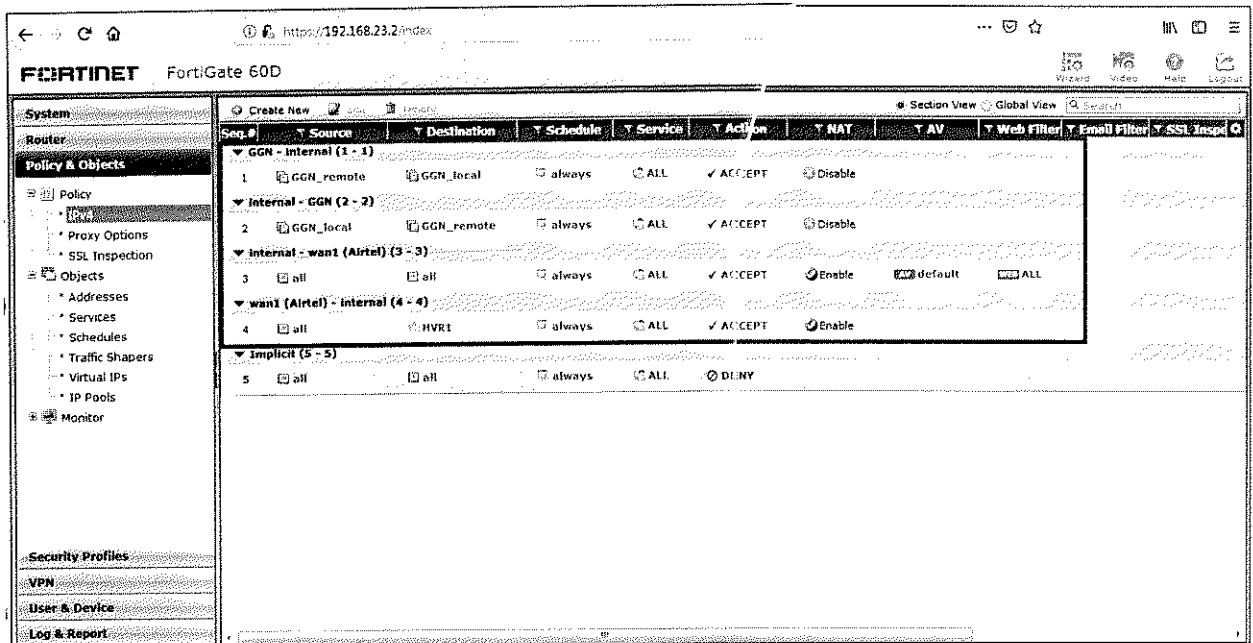 https://192.168.23.2/index
FORTINET FortiGate 60D
Wizard Video Help Logout
System
Router
Policy & Objects
Policy
IPv4
Proxy Options
SSL Inspection
Objects
Addresses
Services
Schedules
Traffic Shapers
Virtual IPs
IP Pools
Monitor
Security Profiles
VPN
User & Device
Log & Report
Create New Edit Delete Section View Global View Search
Seq.# Source Destination Schedule Service Action NAT AV Web Filter Email Filter SSL Inspe
GGN - Internal (1 - 1)
1 GGN_remote GGN_local always ALL ACCEPT Disable
internal - GGN (2 - 2)
2 GGN_local GGN_remote always ALL ACCEPT Disable
internal - wan1 (Airtel) (3 - 3)
3 all all always ALL ACCEPT Enable default ALL
wan1 (Airtel) - internal (4 - 4)
4 all HVR1 always ALL ACCEPT Enable
Implicit (5 - 5)
5 all all always ALL DENY